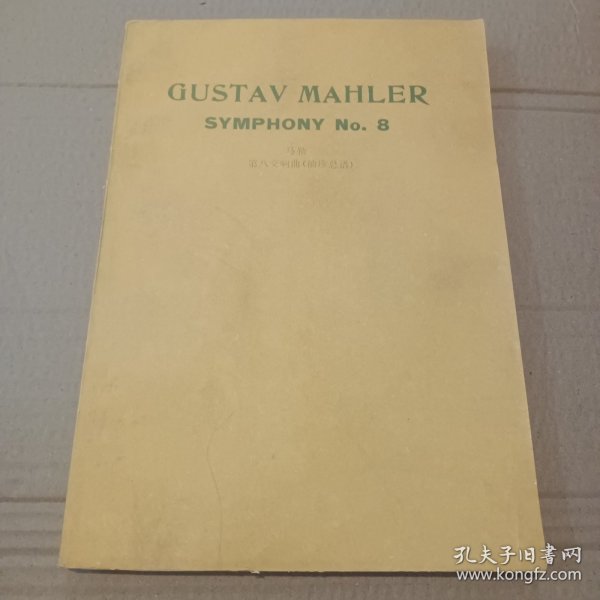 GUSTAV MAHLER
SYMPHONY No. 8
马勒
第八交响曲(袖珍总谱)
孔夫子旧书网
www.kongfz.com